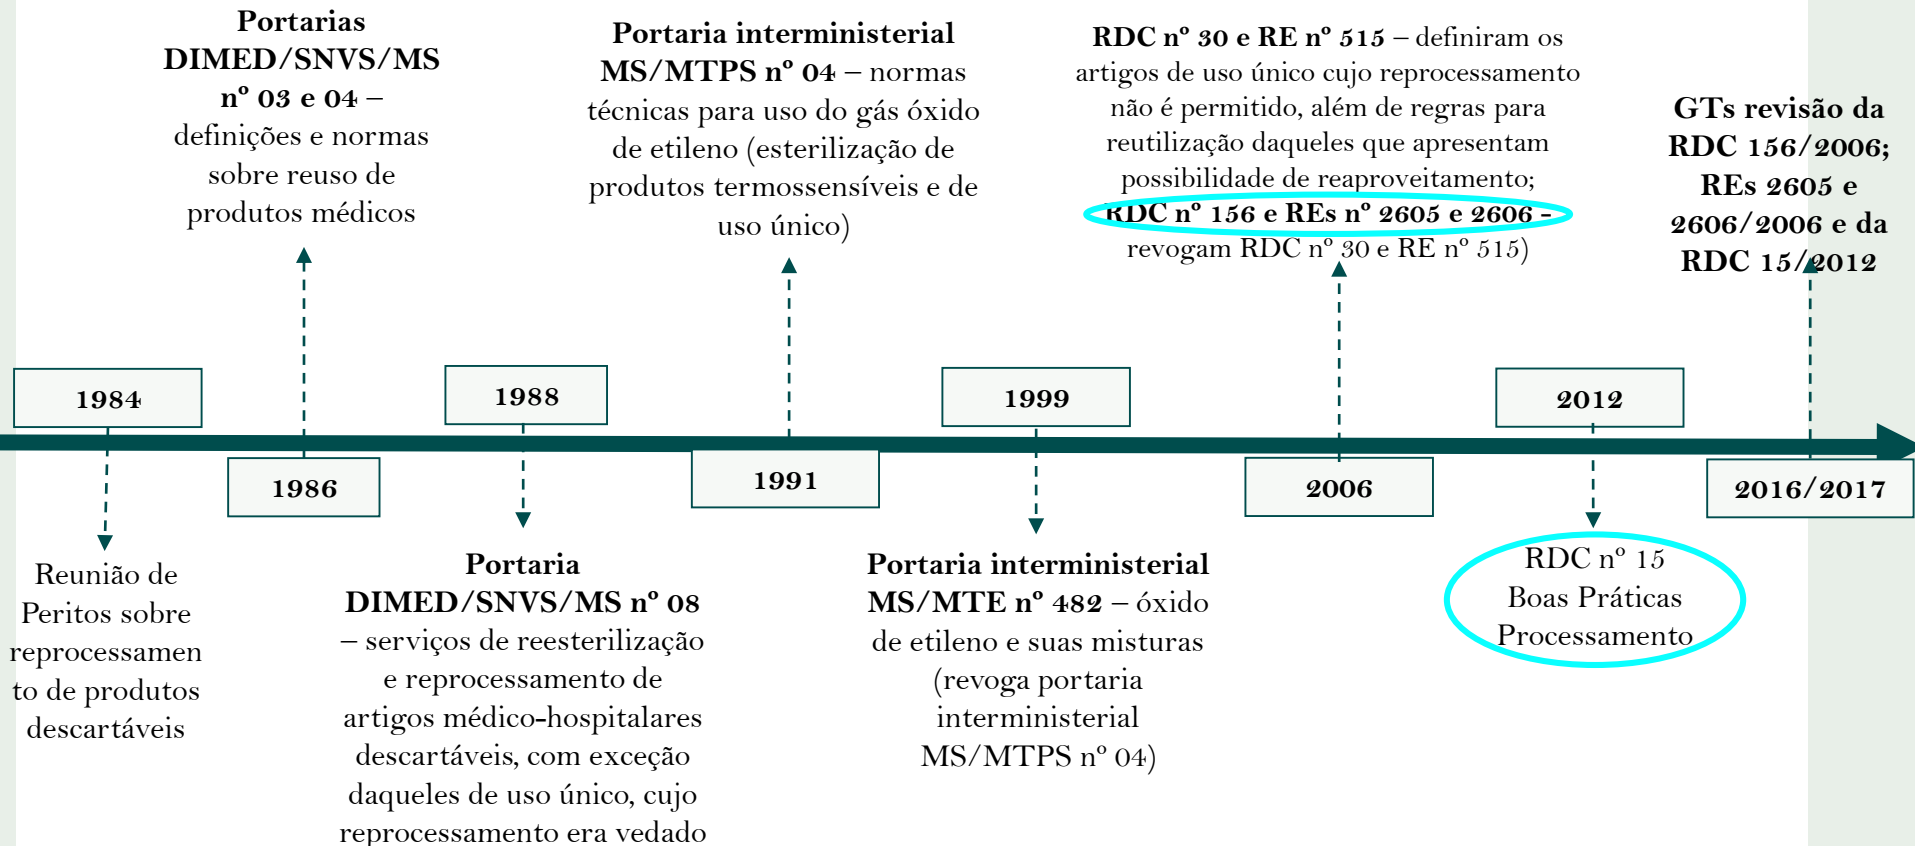 Portarias
DIMED/SNVS/MS
nº 03 e 04 –
definições e normas
sobre reuso de
produtos médicos
Portaria interministerial
MS/MTPS nº 04 – normas
técnicas para uso do gás óxido
de etileno (esterilização de
produtos termossensíveis e de
uso único)
RDC nº 30 e RE nº 515 – definiram os
artigos de uso único cujo reprocessamento
não é permitido, além de regras para
reutilização daqueles que apresentam
possibilidade de reaproveitamento;
RDC nº 156 e REs nº 2605 e 2606 -
revogam RDC nº 30 e RE nº 515)
GTs revisão da
RDC 156/2006;
REs 2605 e
2606/2006 e da
RDC 15/2012
1984
1988
1999
2012
1986
1991
2006
2016/2017
Reunião de
Peritos sobre
reprocessamen
to de produtos
descartáveis
Portaria
DIMED/SNVS/MS nº 08
– serviços de reesterilização
e reprocessamento de
artigos médico-hospitalares
descartáveis, com exceção
daqueles de uso único, cujo
reprocessamento era vedado
Portaria interministerial
MS/MTE nº 482 – óxido
de etileno e suas misturas
(revoga portaria
interministerial
MS/MTPS nº 04)
RDC nº 15
Boas Práticas
Processamento